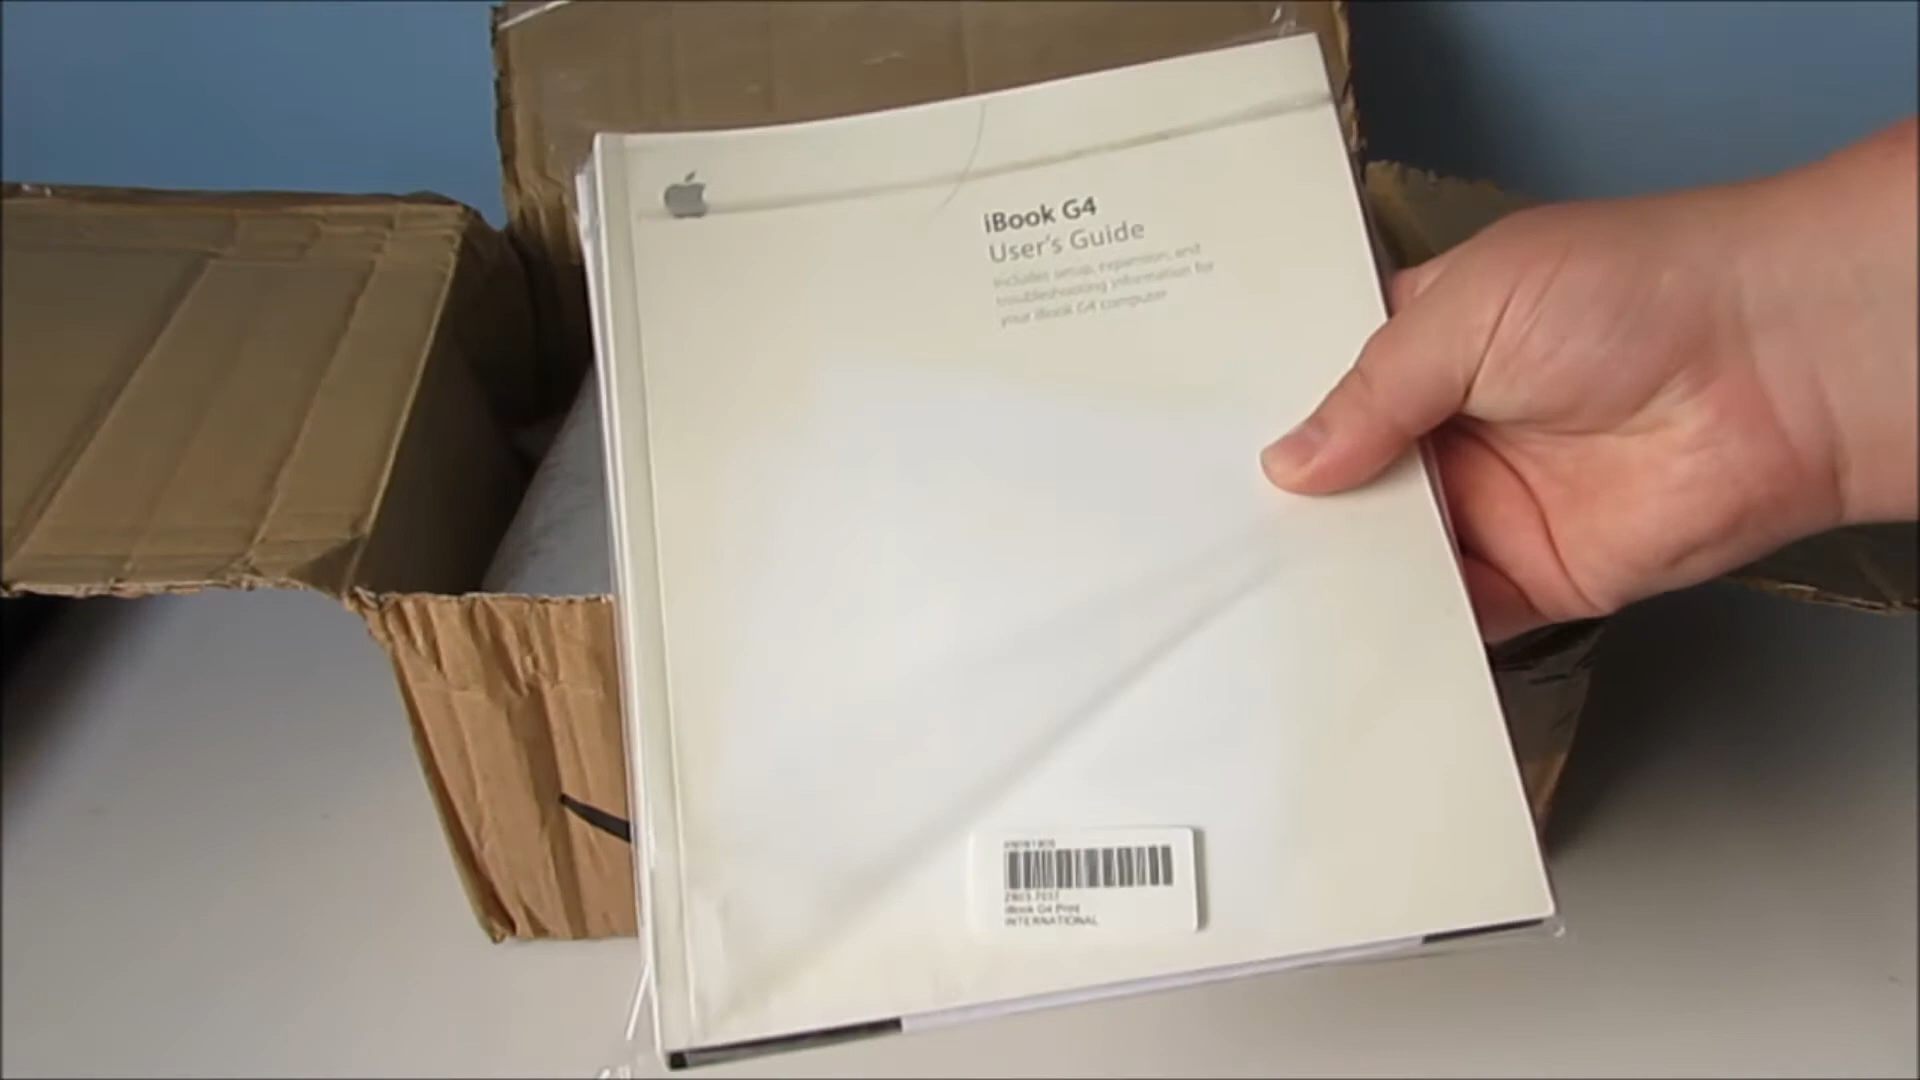 iBook G4
User's Guide
Includes setup, expansion, and
troubleshooting information for
your iBook G4 computer
iBook G4 Print
INTERNATIONAL